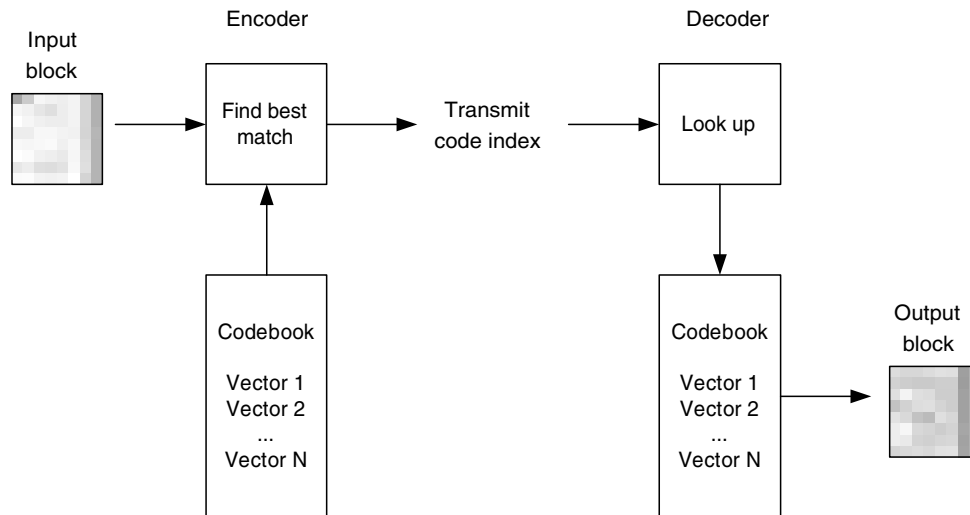 Encoder
Decoder
Input
block
Find best
match
Transmit
code index
Look up
Codebook
Vector 1
Vector 2
...
Vector N
Codebook
Vector 1
Vector 2
...
Vector N
Output
block